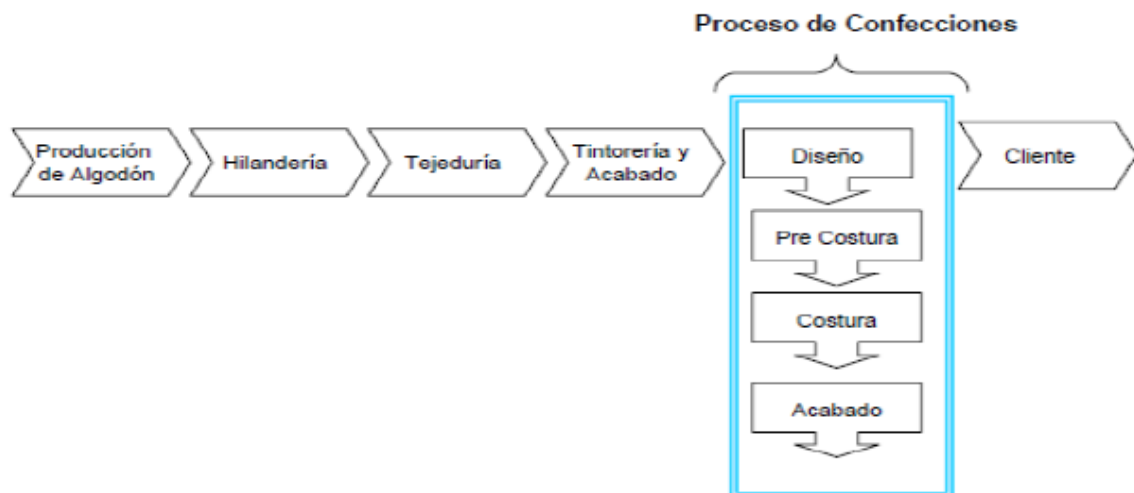 Proceso de Confecciones
Producción
de Algodón
Hilandería
Tejeduría
Tintorería y
Acabado
Diseño
Pre Costura
Costura
Acabado
Cliente